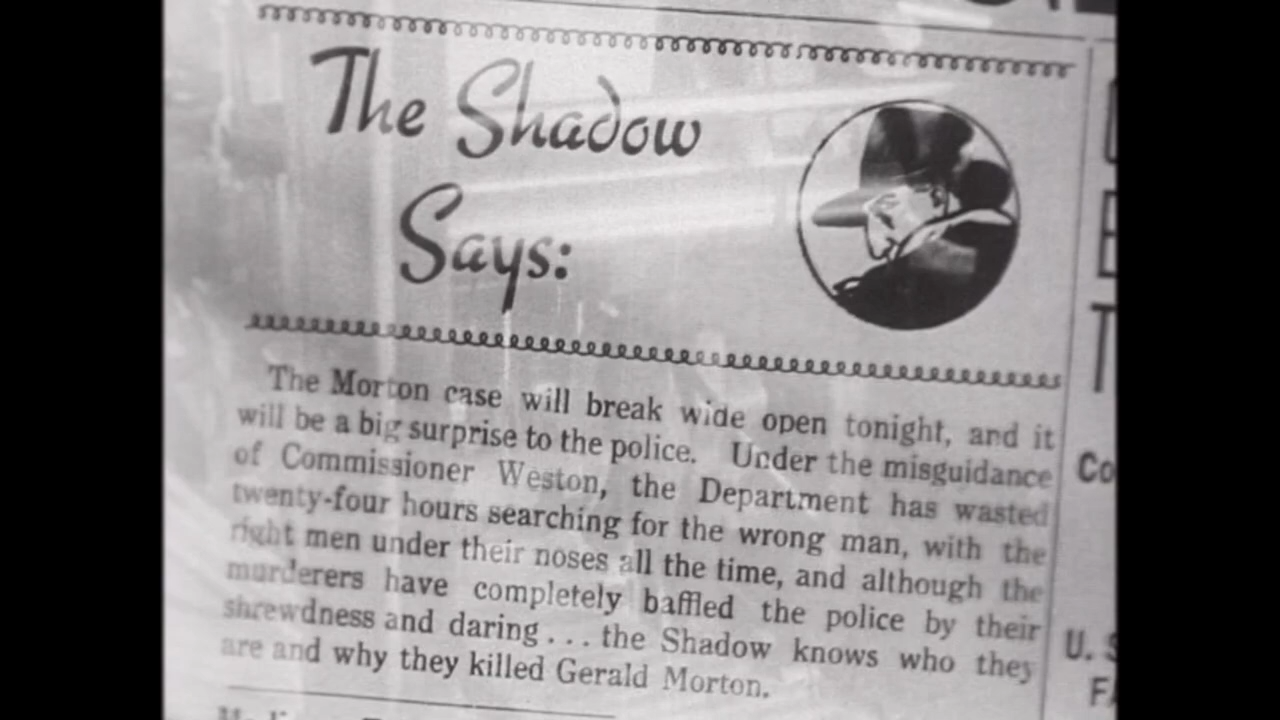 The Shadow
Says:
The Morton case will break wide open tonight, and it
will be a big surprise to the police. Under the misguidance
of Commissioner Weston, the Department has wasted
twenty-four hours searching for the wrong man, with the
right men under their noses all the time, and although the
murderers have completely baffled the police by their
shrewdness and daring... the Shadow knows who they
are and why they killed Gerald Morton.
Co
U. S
FA